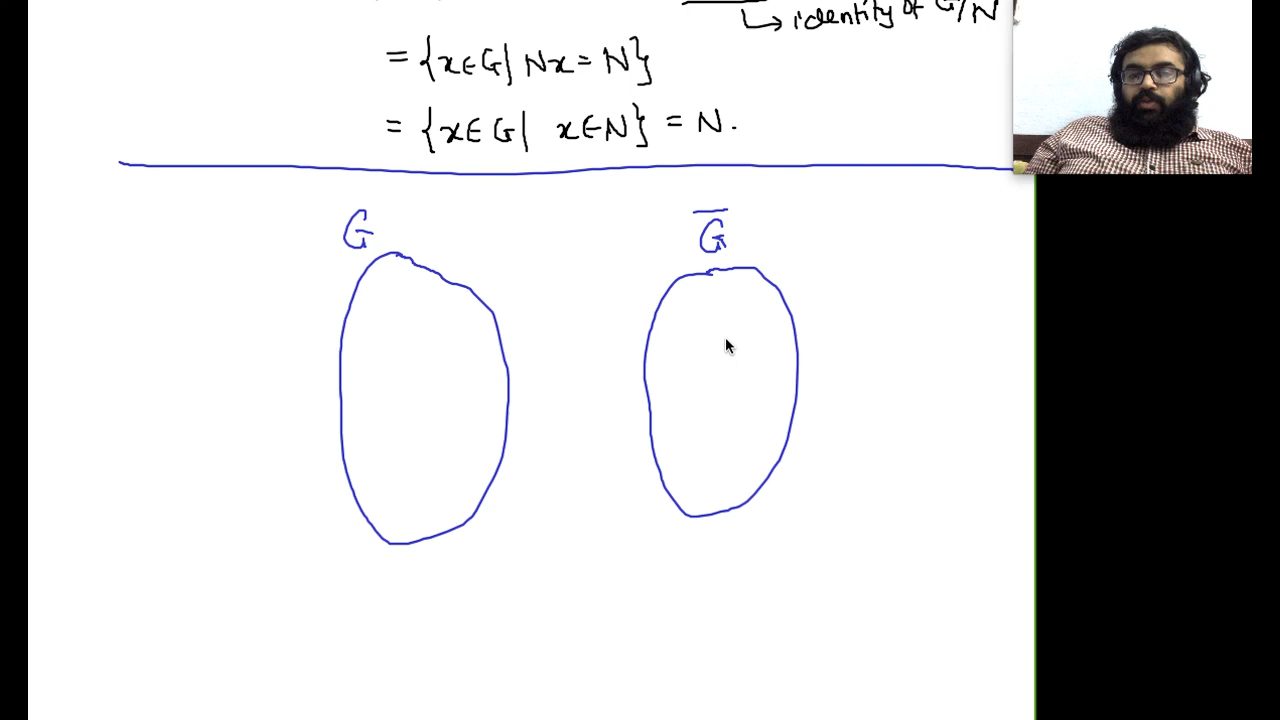 ↳ identity of G/N
= {x∈G| Nx = N}
= {x∈G| x∈N} = N.
G G̅